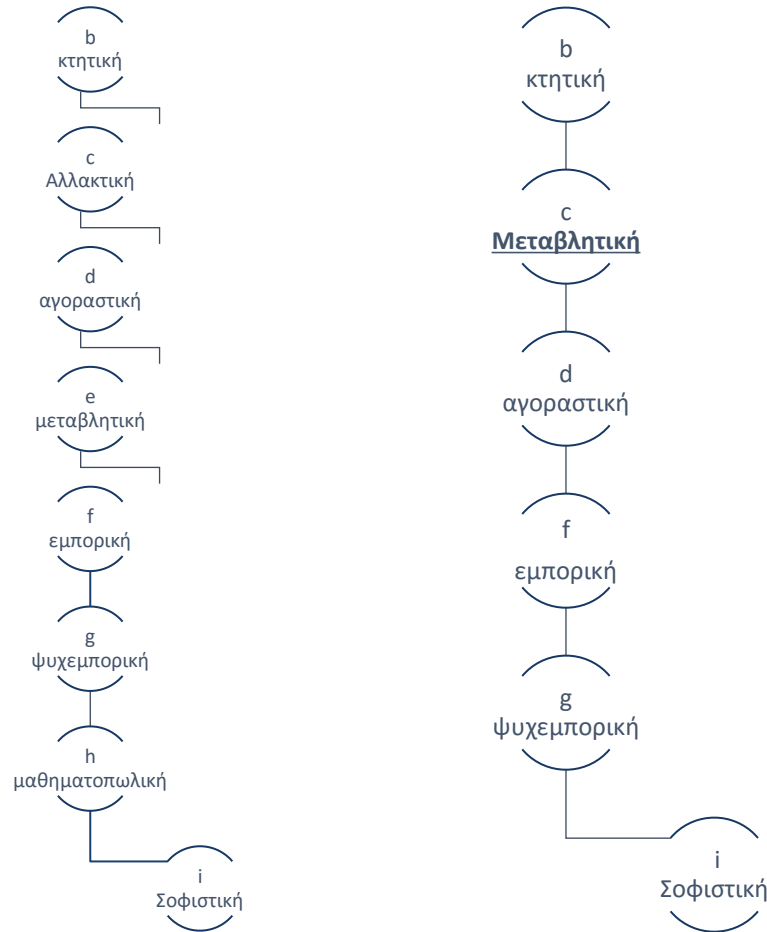 b
κτητική
c
Αλλακτική
d
αγοραστική
e
μεταβλητική
f
εμπορική
g
ψυχεμπορική
h
μαθηματοπωλική
i
Σοφιστική
b
κτητική
c
Μεταβλητική
d
αγοραστική
f
εμπορική
g
ψυχεμπορική
i
Σοφιστική